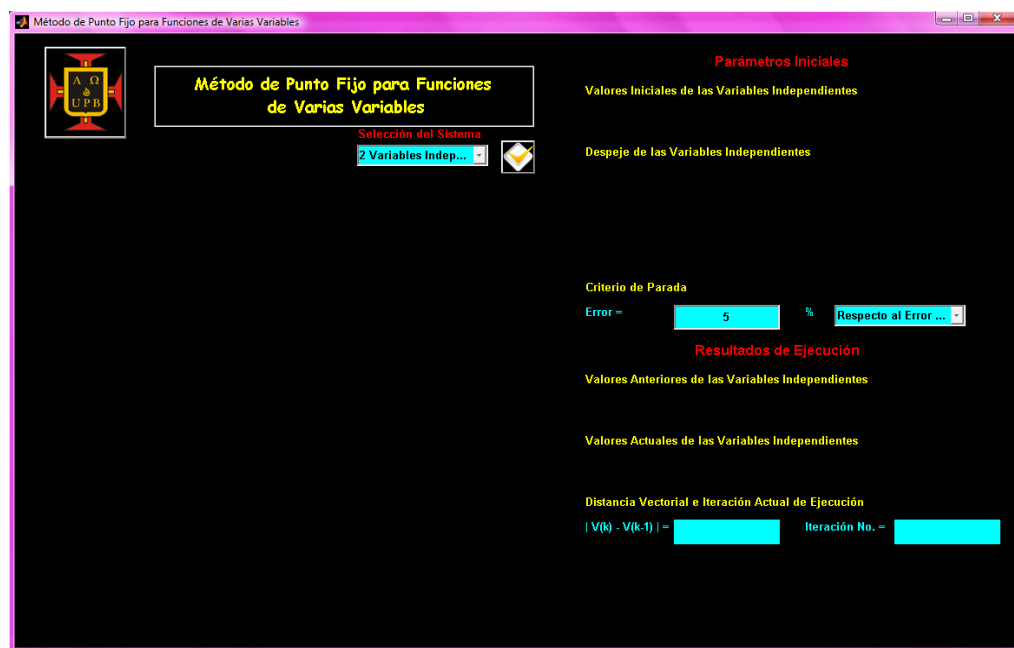 Método de Punto Fijo para Funciones de Varias Variables
Α Ω
UPB
Método de Punto Fijo para Funciones
de Varias Variables
Selección del Sistema
2 Variables Indep...
Parámetros Iniciales
Valores Iniciales de las Variables Independientes
Despeje de las Variables Independientes
Criterio de Parada
Error = 5 % Respecto al Error ...
Resultados de Ejecución
Valores Anteriores de las Variables Independientes
Valores Actuales de las Variables Independientes
Distancia Vectorial e Iteración Actual de Ejecución
| V(k) - V(k-1) | = Iteración No. =